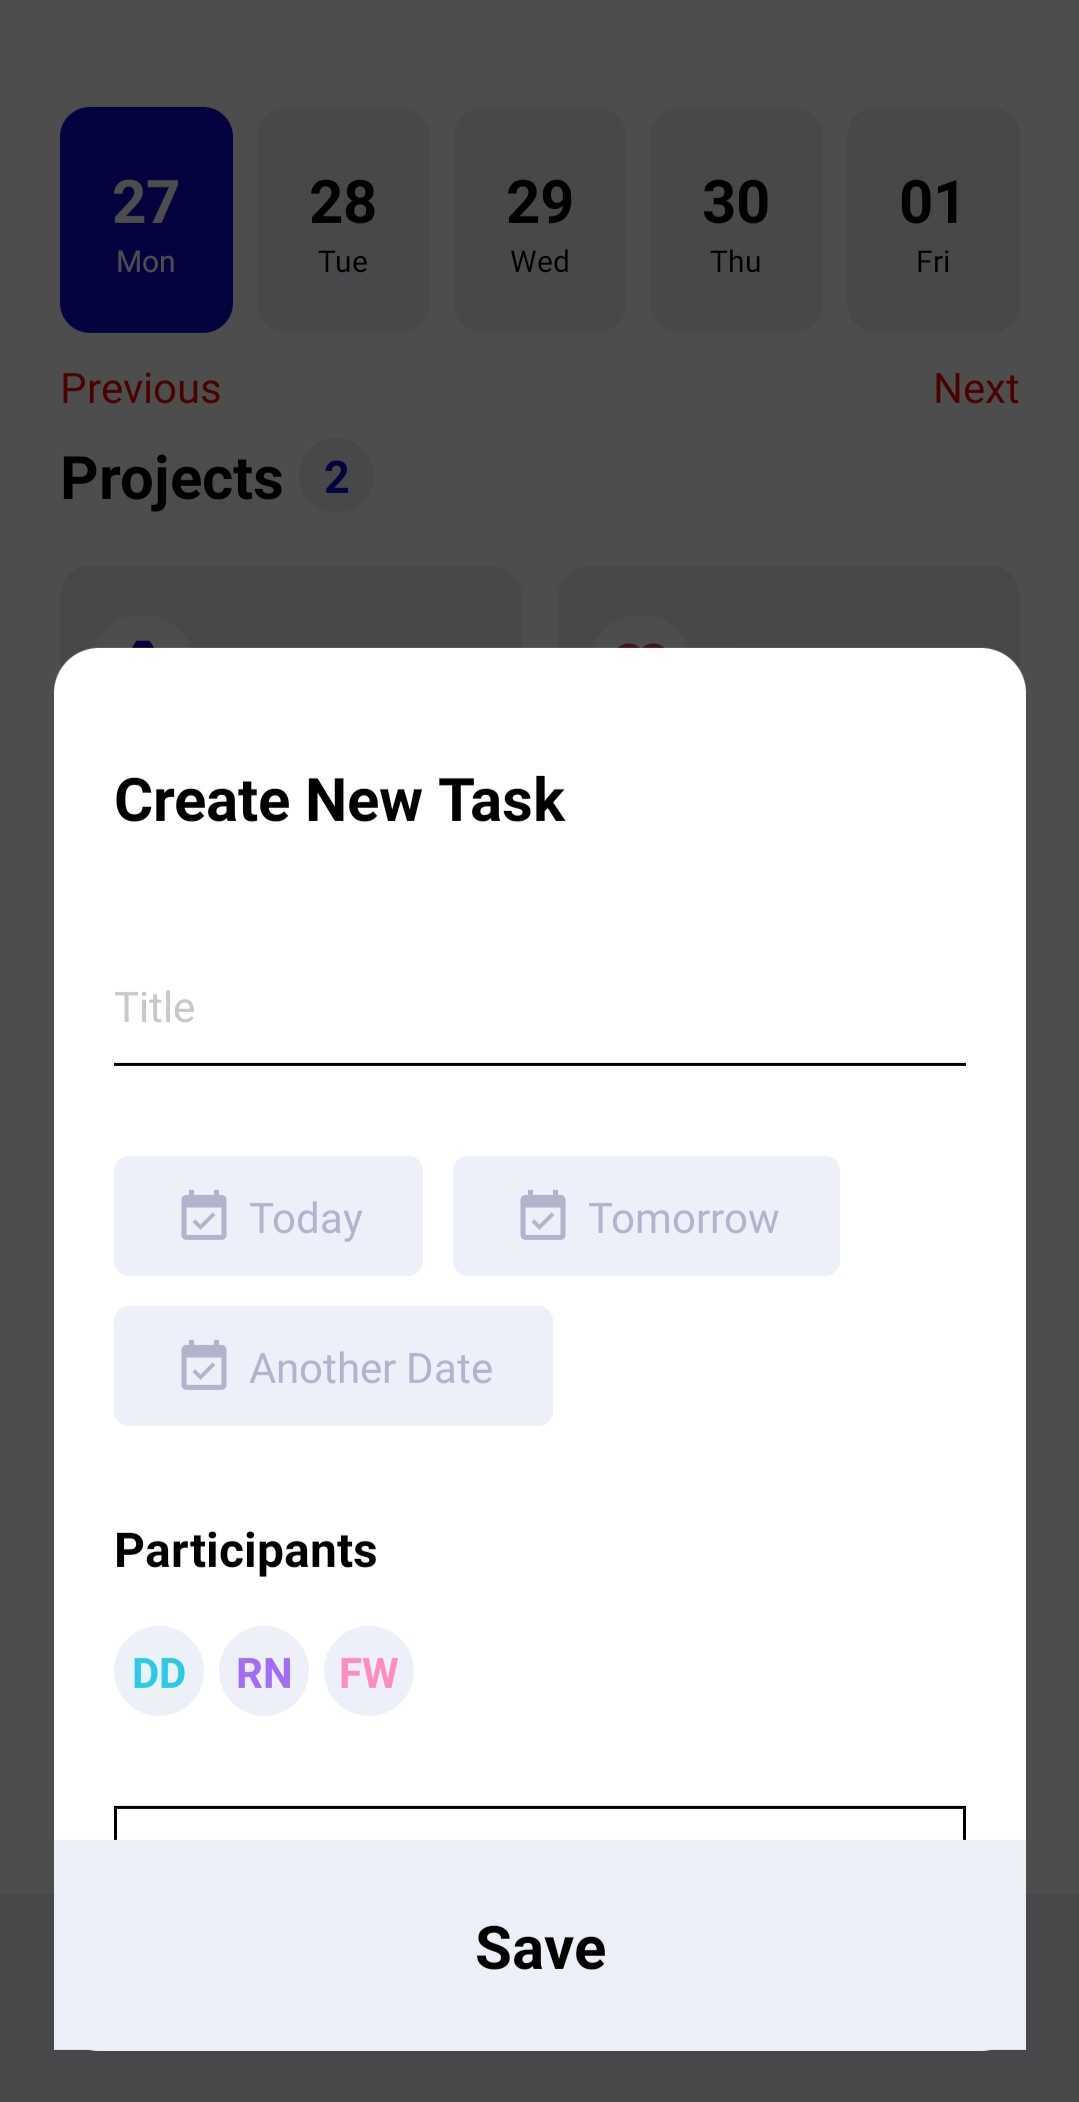 27 28 29 30 01
Mon Tue Wed Thu Fri
Previous Next
Projects 2
Create New Task
Title
Today Tomorrow
Another Date
Participants
DD RN FW
Save